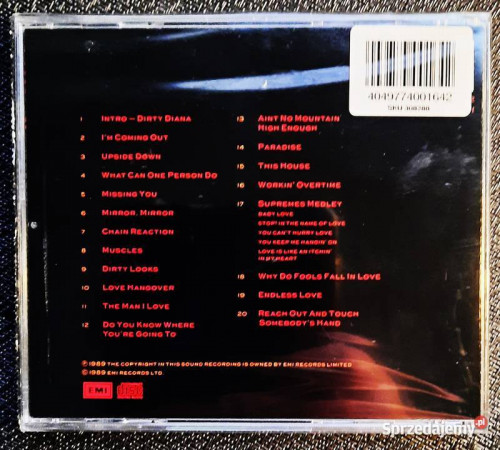 4049774001642
SKU-
1 INTRO – DIRTY DIANA
2 I'M COMING OUT
3 UPSIDE DOWN
4 WHAT CAN ONE PERSON DO
5 MISSING YOU
6 MIRROR, MIRROR
7 CHAIN REACTION
8 MUSCLES
9 DIRTY LOOKS
10 LOVE HANGOVER
11 THE MAN I LOVE
12 DO YOU KNOW WHERE
YOU'RE GOING TO
13 AINT NO MOUNTAIN
HIGH ENOUGH
14 PARADISE
15 THIS HOUSE
16 WORKIN' OVERTIME
17 SUPREMES MEDLEY
BABY LOVE
STOP! IN THE NAME OF LOVE
YOU CAN'T HURRY LOVE
YOU KEEP ME HANGIN' ON
LOVE IS LIKE AN ITCHIN'
IN MY HEART
18 WHY DO FOOLS FALL IN LOVE
19 ENDLESS LOVE
20 REACH OUT AND TOUCH
SOMEBODY'S HAND
℗ 1989 THE COPYRIGHT IN THIS SOUND RECORDING IS OWNED BY EMI RECORDS LIMITED
© 1989 EMI RECORDS LTD.
EMI
Sprzedajemy.pl